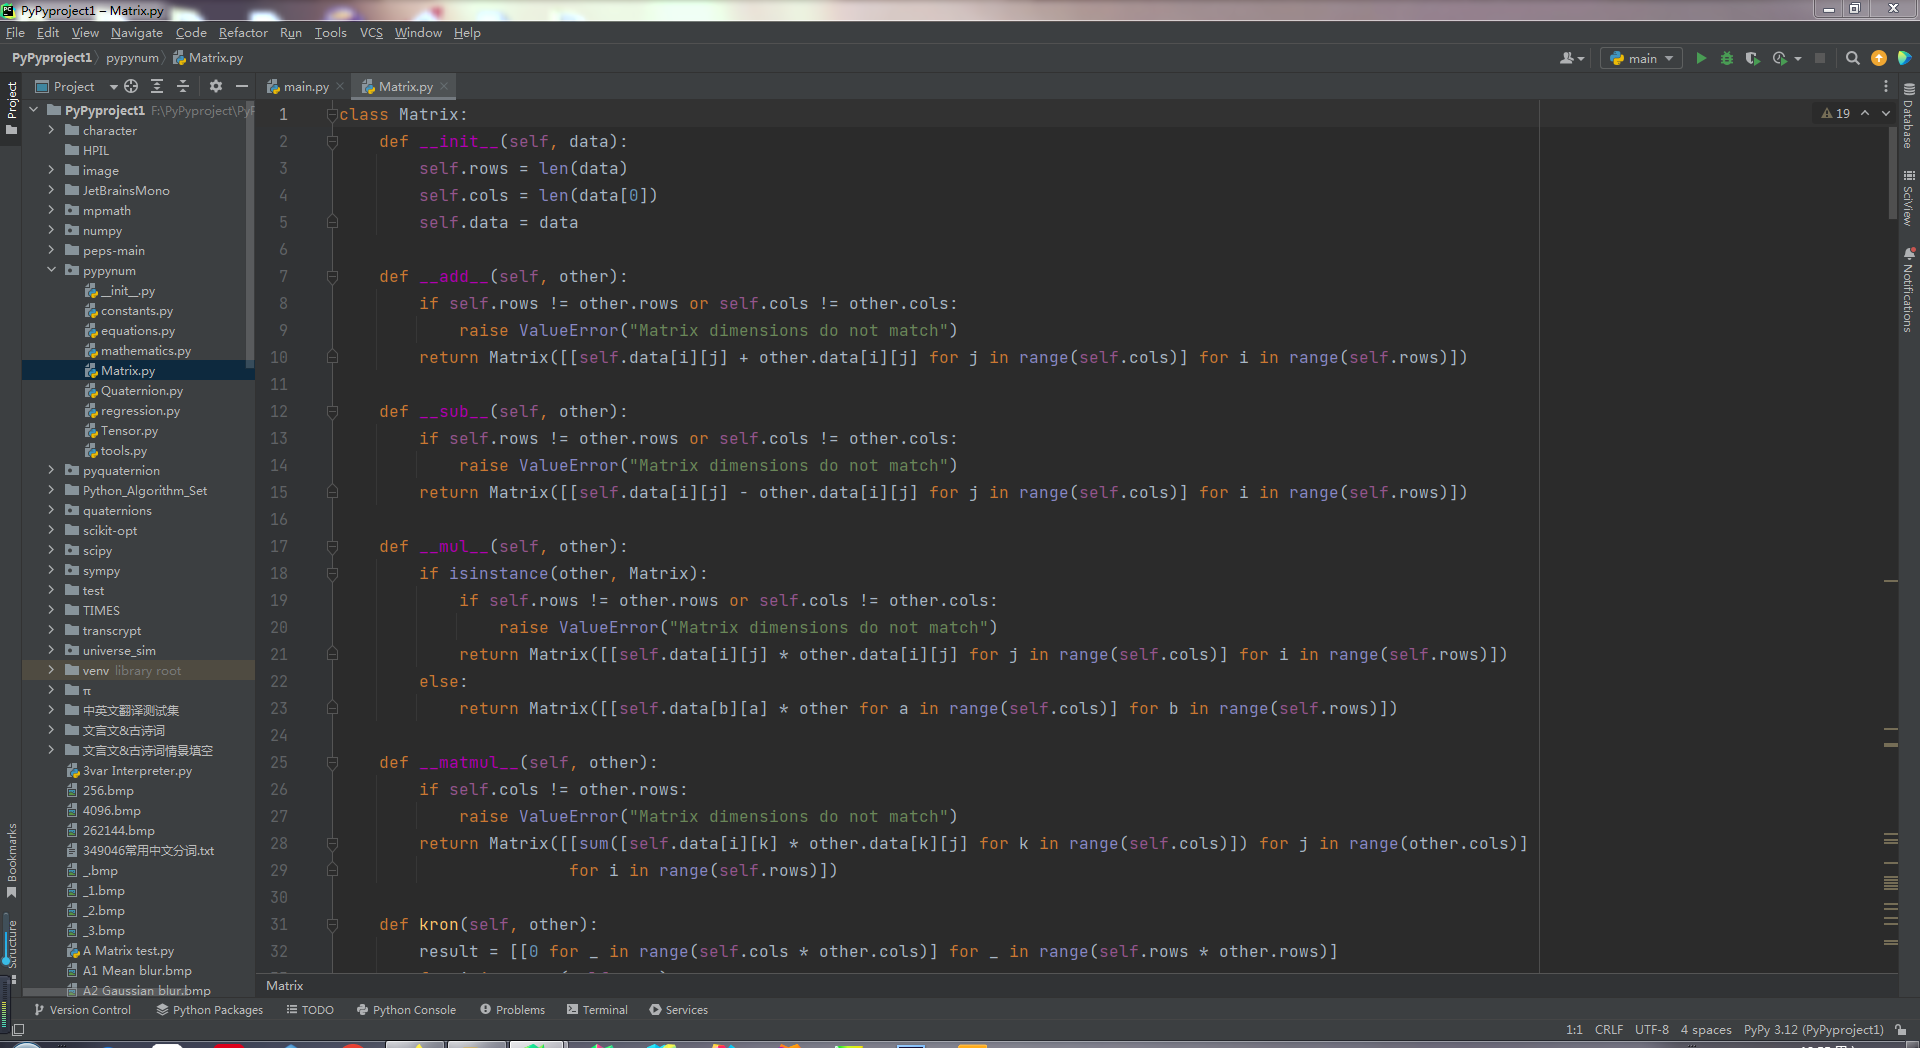 PyPyproject1 – Matrix.py
File Edit View Navigate Code Refactor Run Tools VCS Window Help
PyPyproject1 pypynum Matrix.py
main
Project
main.py
Matrix.py
Project
PyPyproject1 F:\PyPyproject\PyF
character
HPIL
image
JetBrainsMono
mpmath
numpy
peps-main
pypynum
__init__.py
constants.py
equations.py
mathematics.py
Matrix.py
Quaternion.py
regression.py
Tensor.py
tools.py
pyquaternion
Python_Algorithm_Set
quaternions
scikit-opt
scipy
sympy
test
TIMES
transcrypt
universe_sim
venv library root
π
中英文翻译测试集
文言文&古诗词
文言文&古诗词情景填空
3var Interpreter.py
256.bmp
4096.bmp
262144.bmp
349046常用中文分词.txt
_.bmp
_1.bmp
_2.bmp
_3.bmp
A Matrix test.py
A1 Mean blur.bmp
A2 Gaussian blur.bmp
Bookmarks
Structure
1 class Matrix:
2 def __init__(self, data):
3 self.rows = len(data)
4 self.cols = len(data[0])
5 self.data = data
6
7 def __add__(self, other):
8 if self.rows != other.rows or self.cols != other.cols:
9 raise ValueError("Matrix dimensions do not match")
10 return Matrix([[self.data[i][j] + other.data[i][j] for j in range(self.cols)] for i in range(self.rows)])
11
12 def __sub__(self, other):
13 if self.rows != other.rows or self.cols != other.cols:
14 raise ValueError("Matrix dimensions do not match")
15 return Matrix([[self.data[i][j] - other.data[i][j] for j in range(self.cols)] for i in range(self.rows)])
16
17 def __mul__(self, other):
18 if isinstance(other, Matrix):
19 if self.rows != other.rows or self.cols != other.cols:
20 raise ValueError("Matrix dimensions do not match")
21 return Matrix([[self.data[i][j] * other.data[i][j] for j in range(self.cols)] for i in range(self.rows)])
22 else:
23 return Matrix([[self.data[b][a] * other for a in range(self.cols)] for b in range(self.rows)])
24
25 def __matmul__(self, other):
26 if self.cols != other.rows:
27 raise ValueError("Matrix dimensions do not match")
28 return Matrix([[sum([self.data[i][k] * other.data[k][j] for k in range(self.cols)]) for j in range(other.cols)]
29 for i in range(self.rows)])
30
31 def kron(self, other):
32 result = [[0 for _ in range(self.cols * other.cols)] for _ in range(self.rows * other.rows)]
19
Database
SciView
Notifications
Matrix
Version Control Python Packages TODO Python Console Problems Terminal Services
1:1 CRLF UTF-8 4 spaces PyPy 3.12 (PyPyproject1)